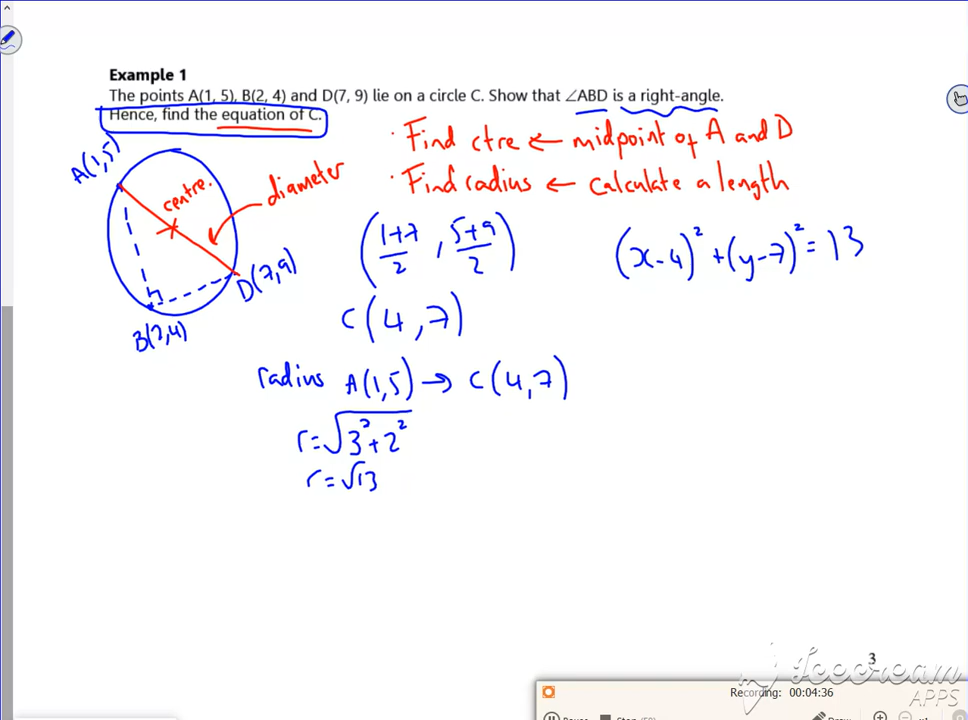 Example 1
The points A(1, 5), B(2, 4) and D(7, 9) lie on a circle C. Show that ∠ABD is a right-angle.
Hence, find the equation of C.
· Find ctre ← midpoint of A and D
· Find radius ← calculate a length
A(1,5)
centre.
diameter
D(7,9)
B(2,4)
(1+7/2, 5+9/2)
(x-4)² + (y-7)² = 13
C(4,7)
radius A(1,5) → C(4,7)
r=√3²+2²
r=√13
3
Icecream
APPS
Recording: 00:04:36